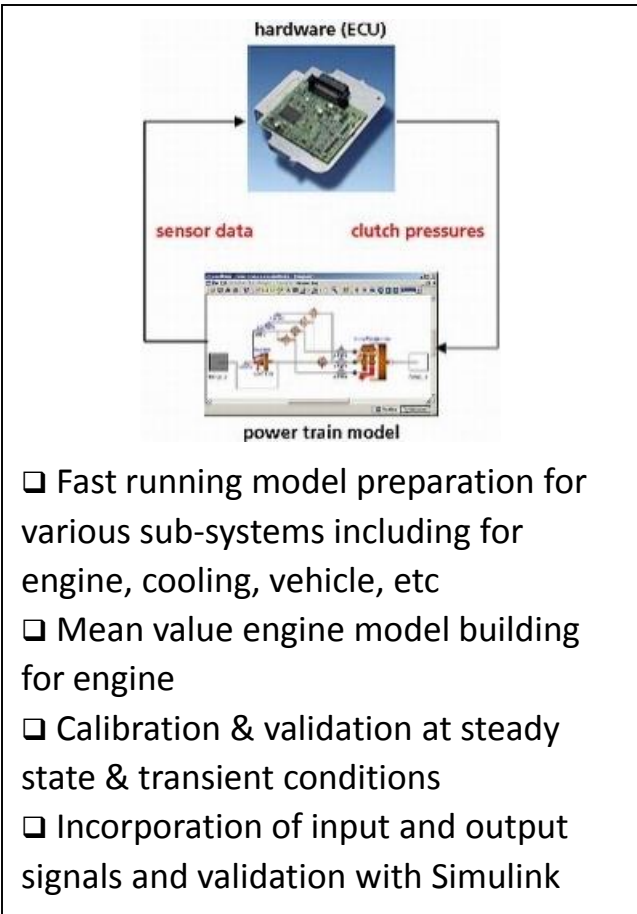 hardware (ECU)
sensor data
clutch pressures
power train model
❑ Fast running model preparation for
various sub-systems including for
engine, cooling, vehicle, etc
❑ Mean value engine model building
for engine
❑ Calibration & validation at steady
state & transient conditions
❑ Incorporation of input and output
signals and validation with Simulink